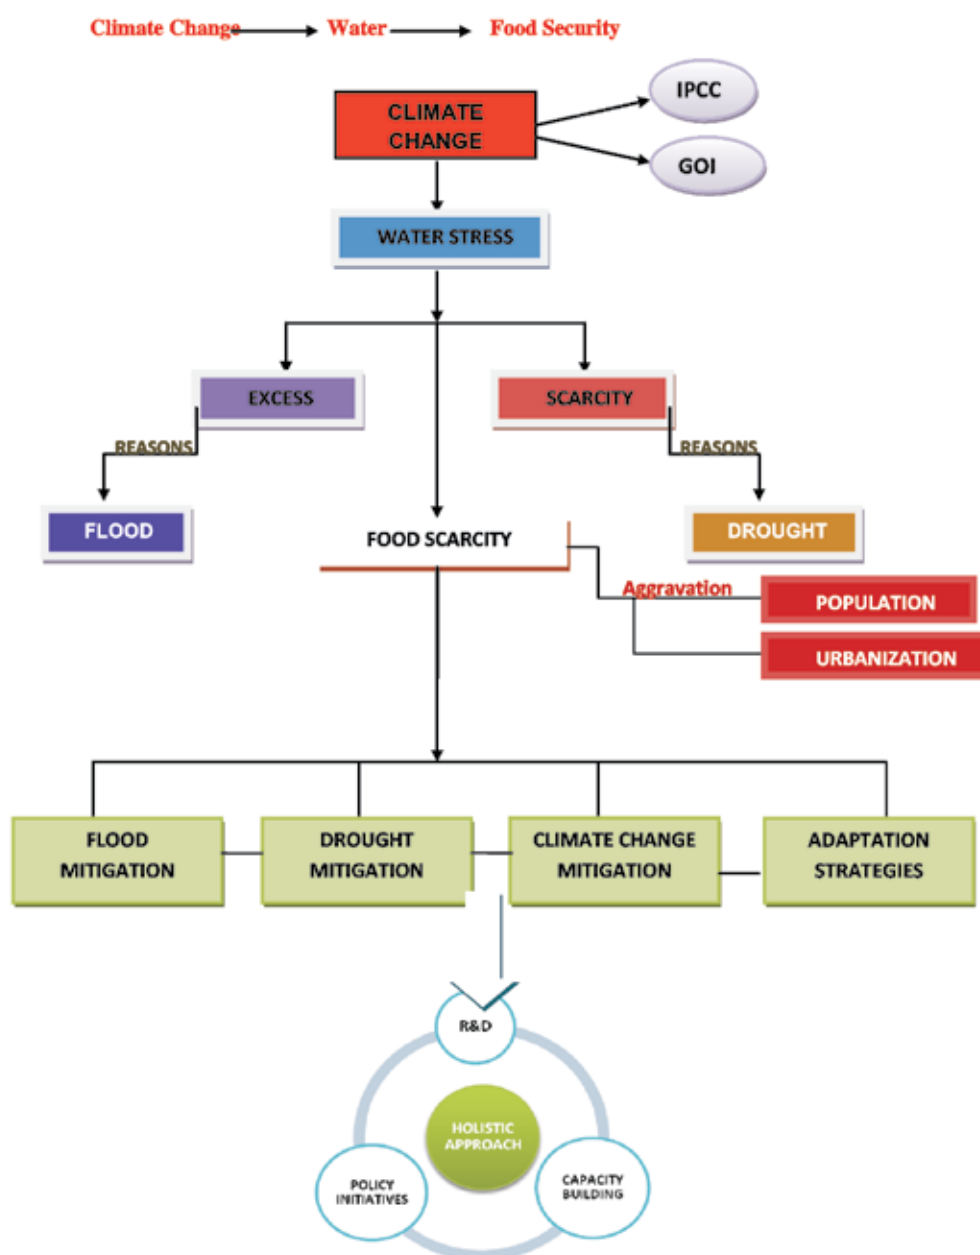 Climate Change Water Food Security
IPCC
CLIMATE
CHANGE
GOI
WATER STRESS
EXCESS
SCARCITY
REASONS
REASONS
FLOOD
DROUGHT
FOOD SCARCITY
Aggravation
POPULATION
URBANIZATION
FLOOD
MITIGATION
DROUGHT
MITIGATION
CLIMATE CHANGE
MITIGATION
ADAPTATION
STRATEGIES
R&D
HOLISTIC
APPROACH
POLICY
INITIATIVES
CAPACITY
BUILDING